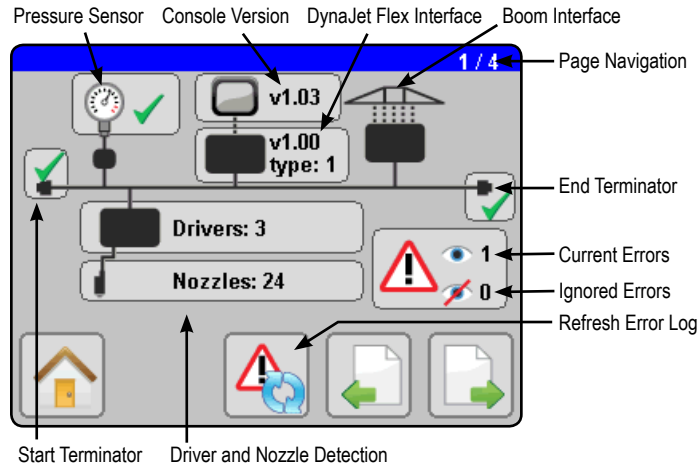 Pressure Sensor Console Version DynaJet Flex Interface Boom Interface
1 / 4
Page Navigation
v1.03
v1.00
type: 1
End Terminator
Drivers: 3
1
Current Errors
Nozzles: 24
0
Ignored Errors
Refresh Error Log
Start Terminator Driver and Nozzle Detection